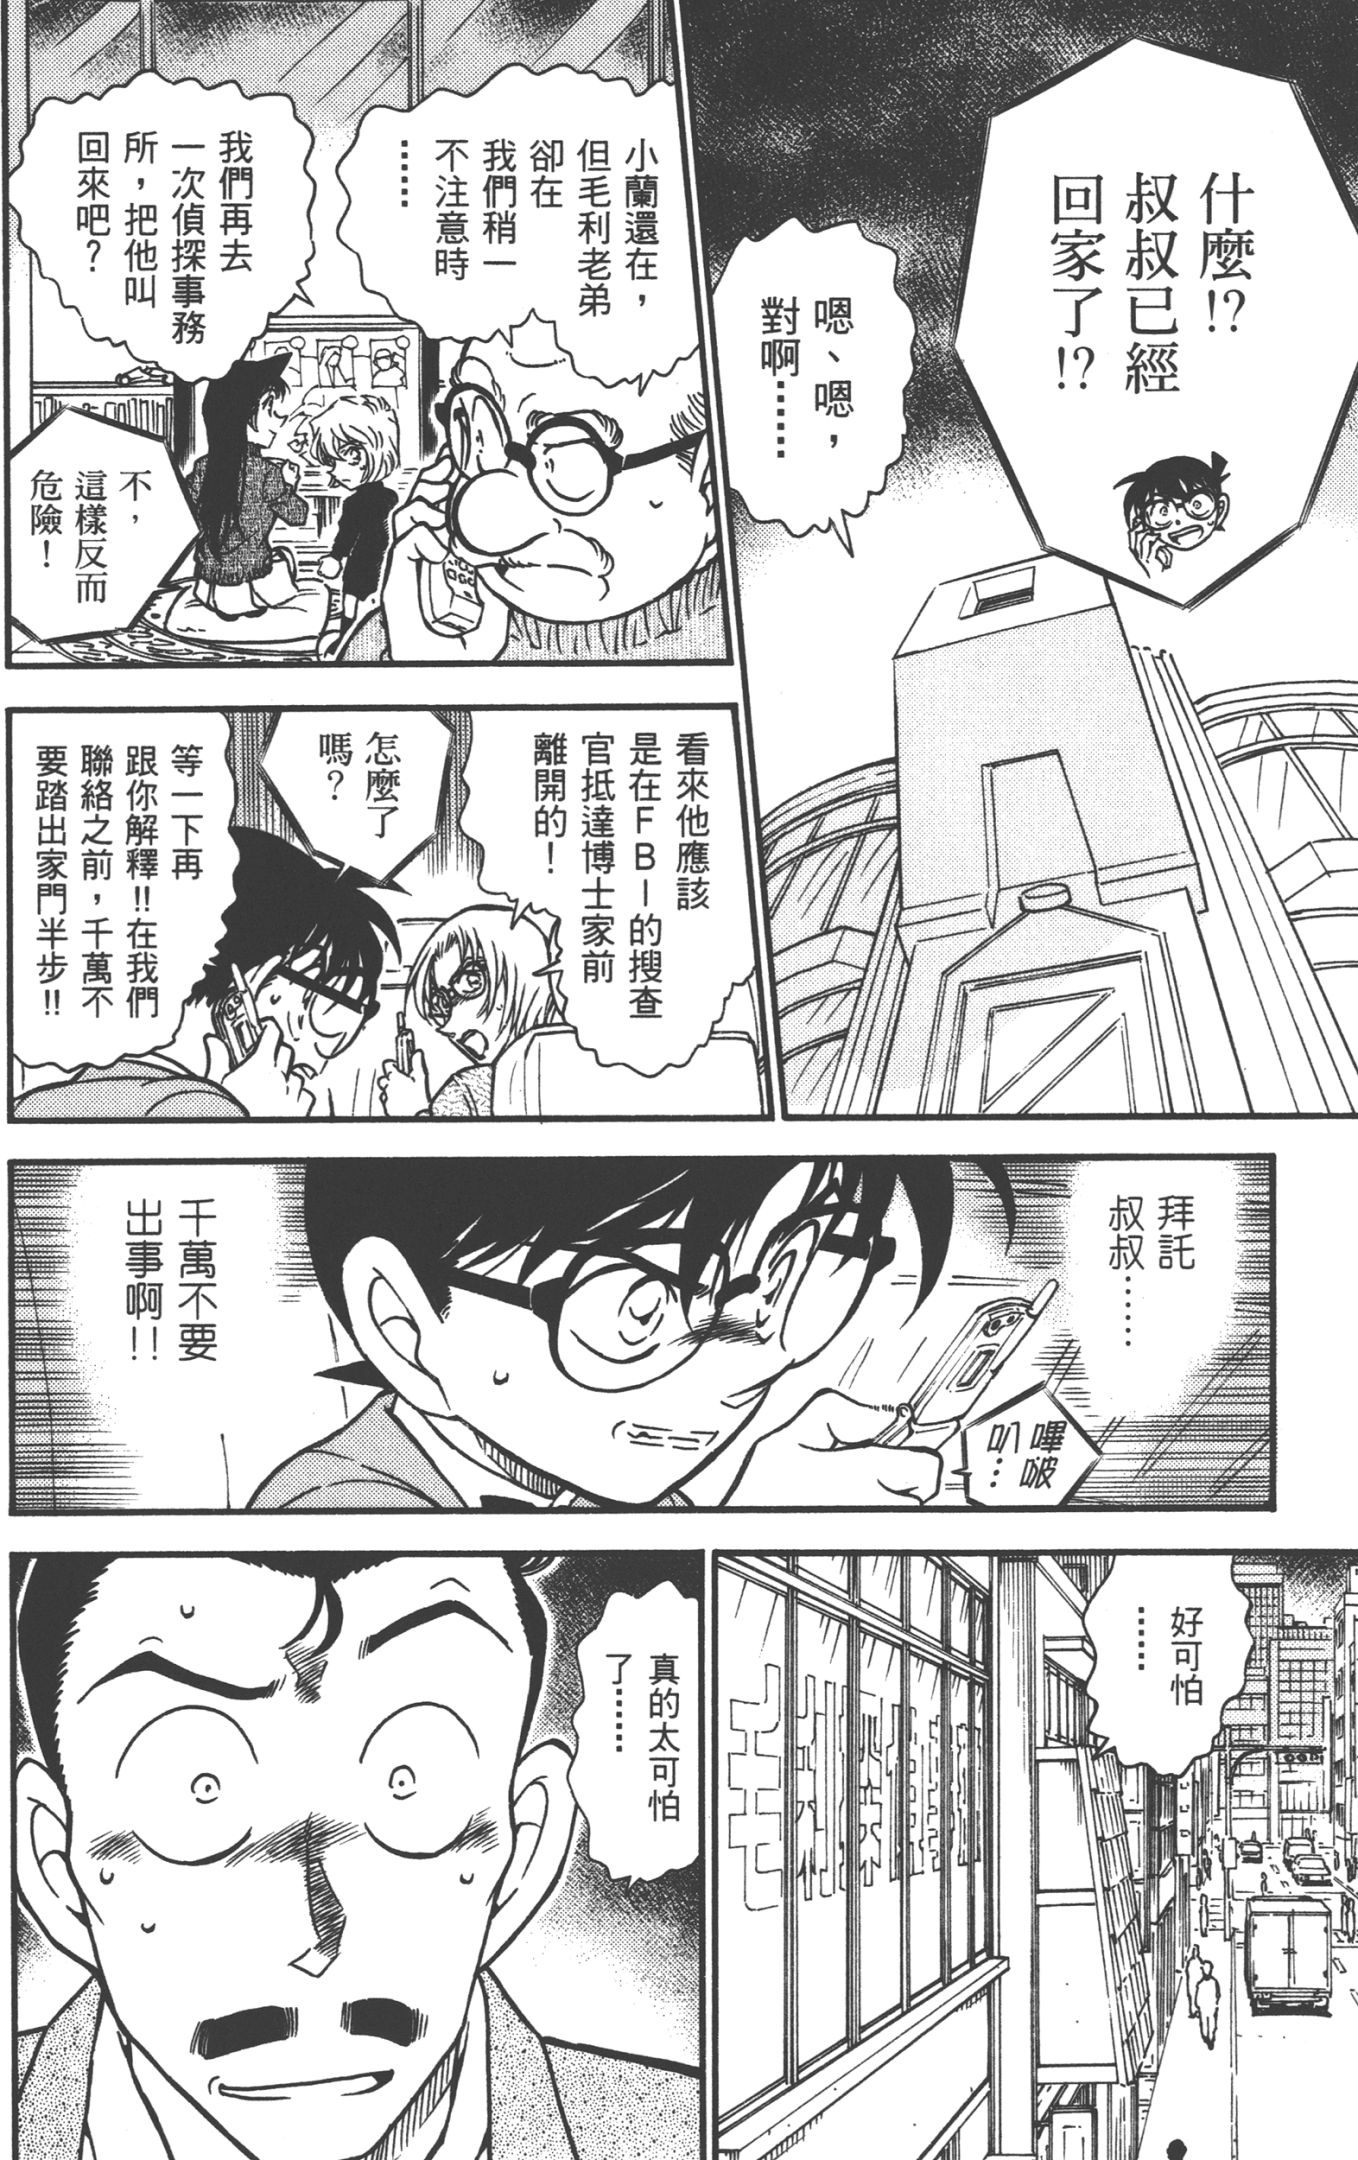 什麼!?
叔叔已經
回家了!?
嗯、嗯，
對啊……
小蘭還在，
但毛利老弟
卻在
我們稍一
不注意時
……
我們再去
一次偵探事務
所，把他叫
回來吧？
不，
這樣反而
危險！
看來他應該
是在FBI的搜查
官抵達博士家前
離開的！
怎麼了
嗎？
等一下再
跟你解釋!!在我們
聯絡之前，千萬不
要踏出家門半步!!
拜託
叔叔……
嗶啵
叭…
千萬不要
出事啊!!
好可怕
……
真的太可怕
了……